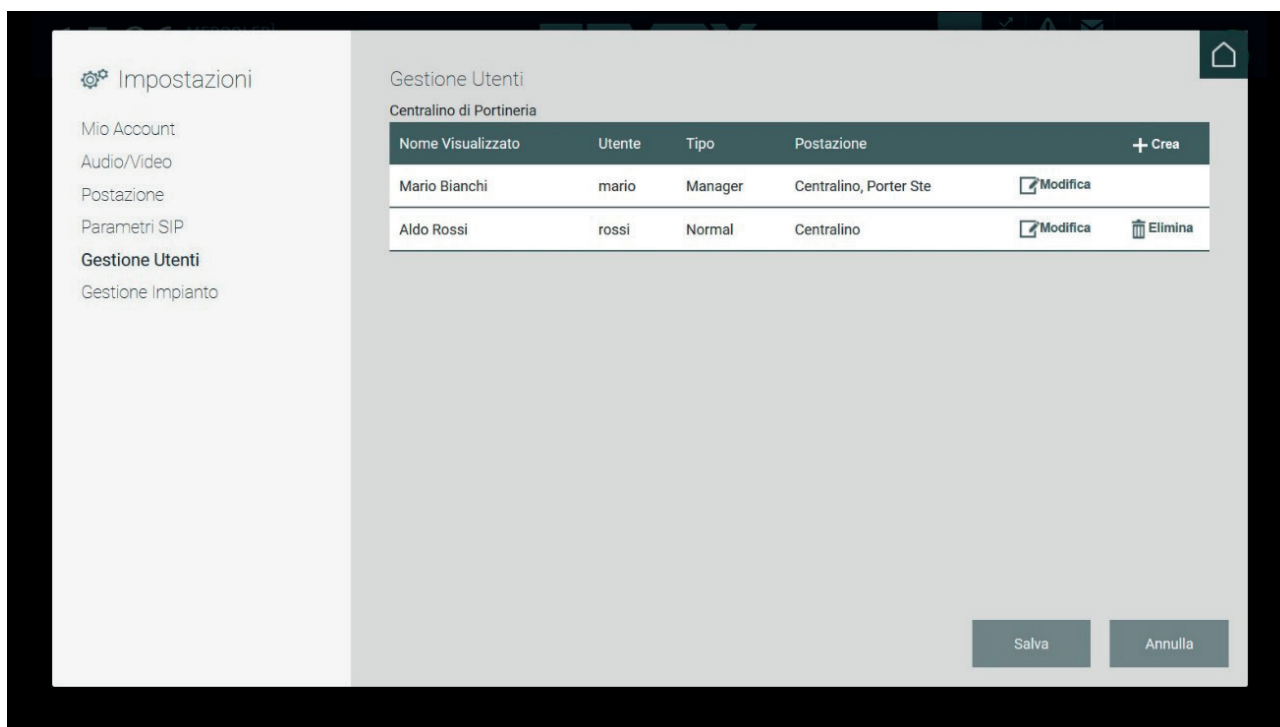 Impostazioni
Mio Account
Audio/Video
Postazione
Parametri SIP
Gestione Utenti
Gestione Impianto
Gestione Utenti
Centralino di Portineria
Nome Visualizzato Utente Tipo Postazione + Crea
Mario Bianchi mario Manager Centralino, Porter Ste Modifica
Aldo Rossi rossi Normal Centralino Modifica Elimina
Salva Annulla